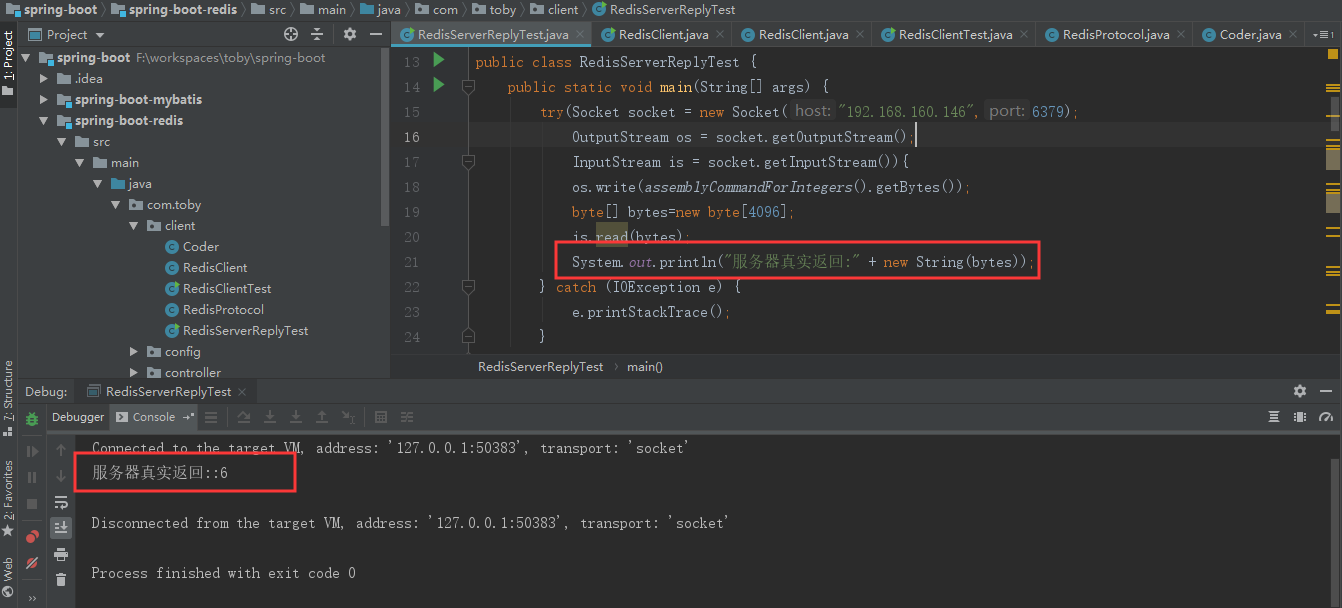 spring-boot spring-boot-redis src main java com toby client RedisServerReplyTest
Project
RedisServerReplyTest.java RedisClient.java RedisClient.java RedisClientTest.java RedisProtocol.java Coder.java 1
1: Project
spring-boot F:\workspaces\toby\spring-boot
.idea
spring-boot-mybatis
spring-boot-redis
src
main
java
com.toby
client
Coder
RedisClient
RedisClientTest
RedisProtocol
RedisServerReplyTest
config
controller
13 public class RedisServerReplyTest {
14 public static void main(String[] args) {
15 try(Socket socket = new Socket( host: "192.168.160.146", port: 6379);
16 OutputStream os = socket.getOutputStream();
17 InputStream is = socket.getInputStream()){
18 os.write(assemblyCommandForIntegers().getBytes());
19 byte[] bytes=new byte[4096];
20 is.read(bytes);
21 System.out.println("服务器真实返回:" + new String(bytes));
22 } catch (IOException e) {
23 e.printStackTrace();
24 }
RedisServerReplyTest main()
7: Structure
2: Favorites
Web
Debug: RedisServerReplyTest
Debugger Console
Connected to the target VM, address: '127.0.0.1:50383', transport: 'socket'
服务器真实返回::6
Disconnected from the target VM, address: '127.0.0.1:50383', transport: 'socket'
Process finished with exit code 0